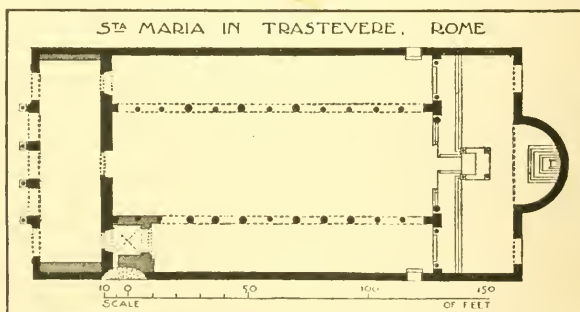 STA MARIA IN TRASTEVERE, ROME
10 0 50 100 150
SCALE OF FEET